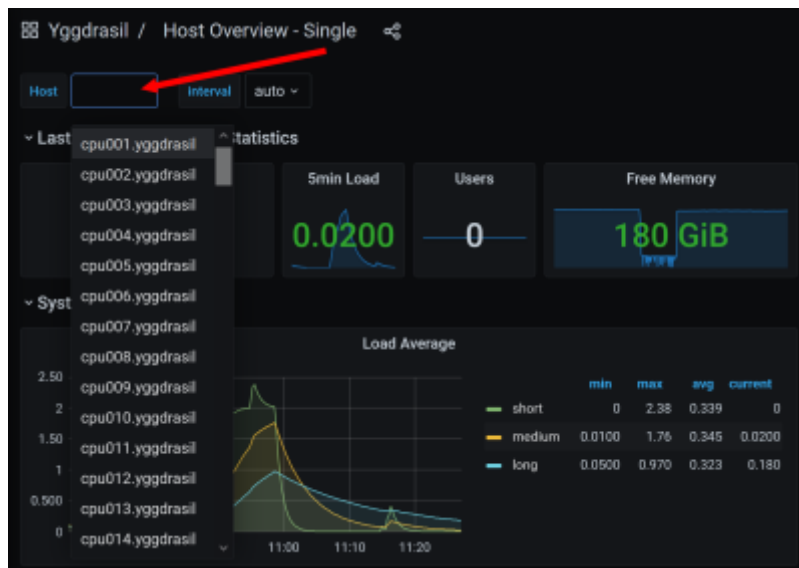 Yggdrasil / Host Overview - Single
Host Interval auto
Last tatistics
cpu001.yggdrasil
cpu002.yggdrasil
cpu003.yggdrasil
cpu004.yggdrasil
cpu005.yggdrasil
cpu006.yggdrasil
cpu007.yggdrasil
cpu008.yggdrasil
cpu009.yggdrasil
cpu010.yggdrasil
cpu011.yggdrasil
cpu012.yggdrasil
cpu013.yggdrasil
cpu014.yggdrasil
5min Load
0.0200
Users
0
Free Memory
180 GiB
Syst
Load Average
2.50
2
1.50
1
0.500
0
11:00 11:10 11:20
min max avg current
short 0 2.38 0.339 0
medium 0.0100 1.76 0.345 0.0200
long 0.0500 0.970 0.323 0.180